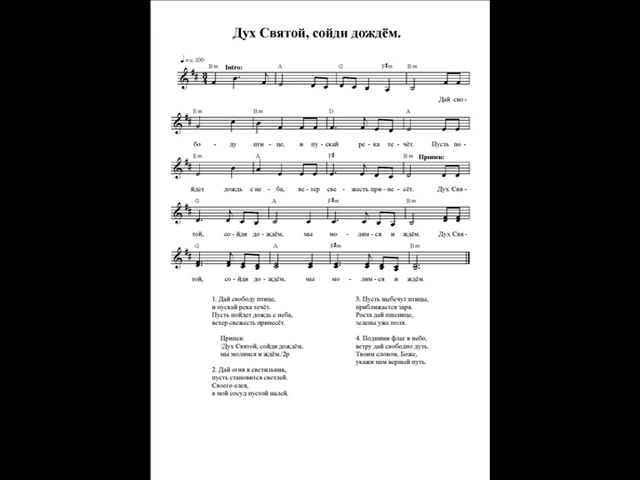 Дух Святой, сойди дождём.
♩ = c. 100
Bm Intro: A G F♯m Bm
Дай сво-
Em Bm D A
бо- ду пти- це, и пу- скай ре- ка те- чёт. Пусть по-
Em A F♯ Bm Припев:
йдет дождь с не- ба, ве- тер све- жесть при- не- сёт. Дух Свя-
G A F♯m Bm
той, со- йди до- ждём, мы мо- лим- ся и ждём. Дух Свя-
G A F♯m Bm
той, со- йди до- ждём, мы мо- лим- ся и ждём.
1. Дай свободу птице,
и пускай река течёт.
Пусть пойдет дождь с неба,
ветер свежесть принесёт.
Припев:
/Дух Святой, сойди дождём,
мы молимся и ждём./2р
2. Дай огня в светильник,
пусть становится светлей.
Своего елея,
в мой сосуд пустой налей.
3. Пусть щебечут птицы,
приближается заря.
Роста дай пшенице,
зелены уже поля.
4. Подними флаг в небо,
ветру дай свободно дуть.
Твоим словом, Боже,
укажи нам верный путь.